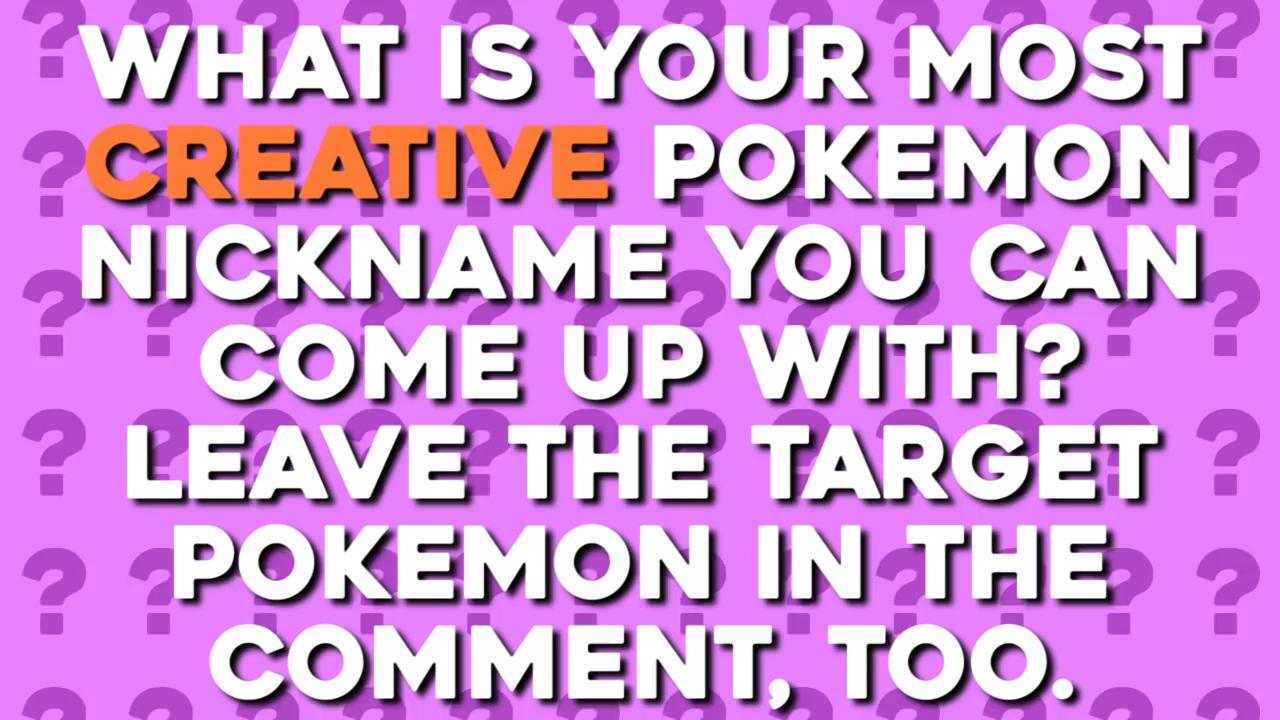 WHAT IS YOUR MOST
CREATIVE POKEMON
NICKNAME YOU CAN
COME UP WITH?
LEAVE THE TARGET
POKEMON IN THE
COMMENT, TOO.